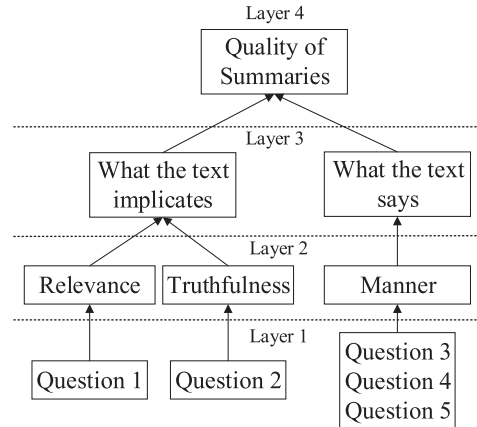 Layer 4
Quality of
Summaries
Layer 3
What the text
implicates
What the text
says
Layer 2
Relevance
Truthfulness
Manner
Layer 1
Question 1
Question 2
Question 3
Question 4
Question 5